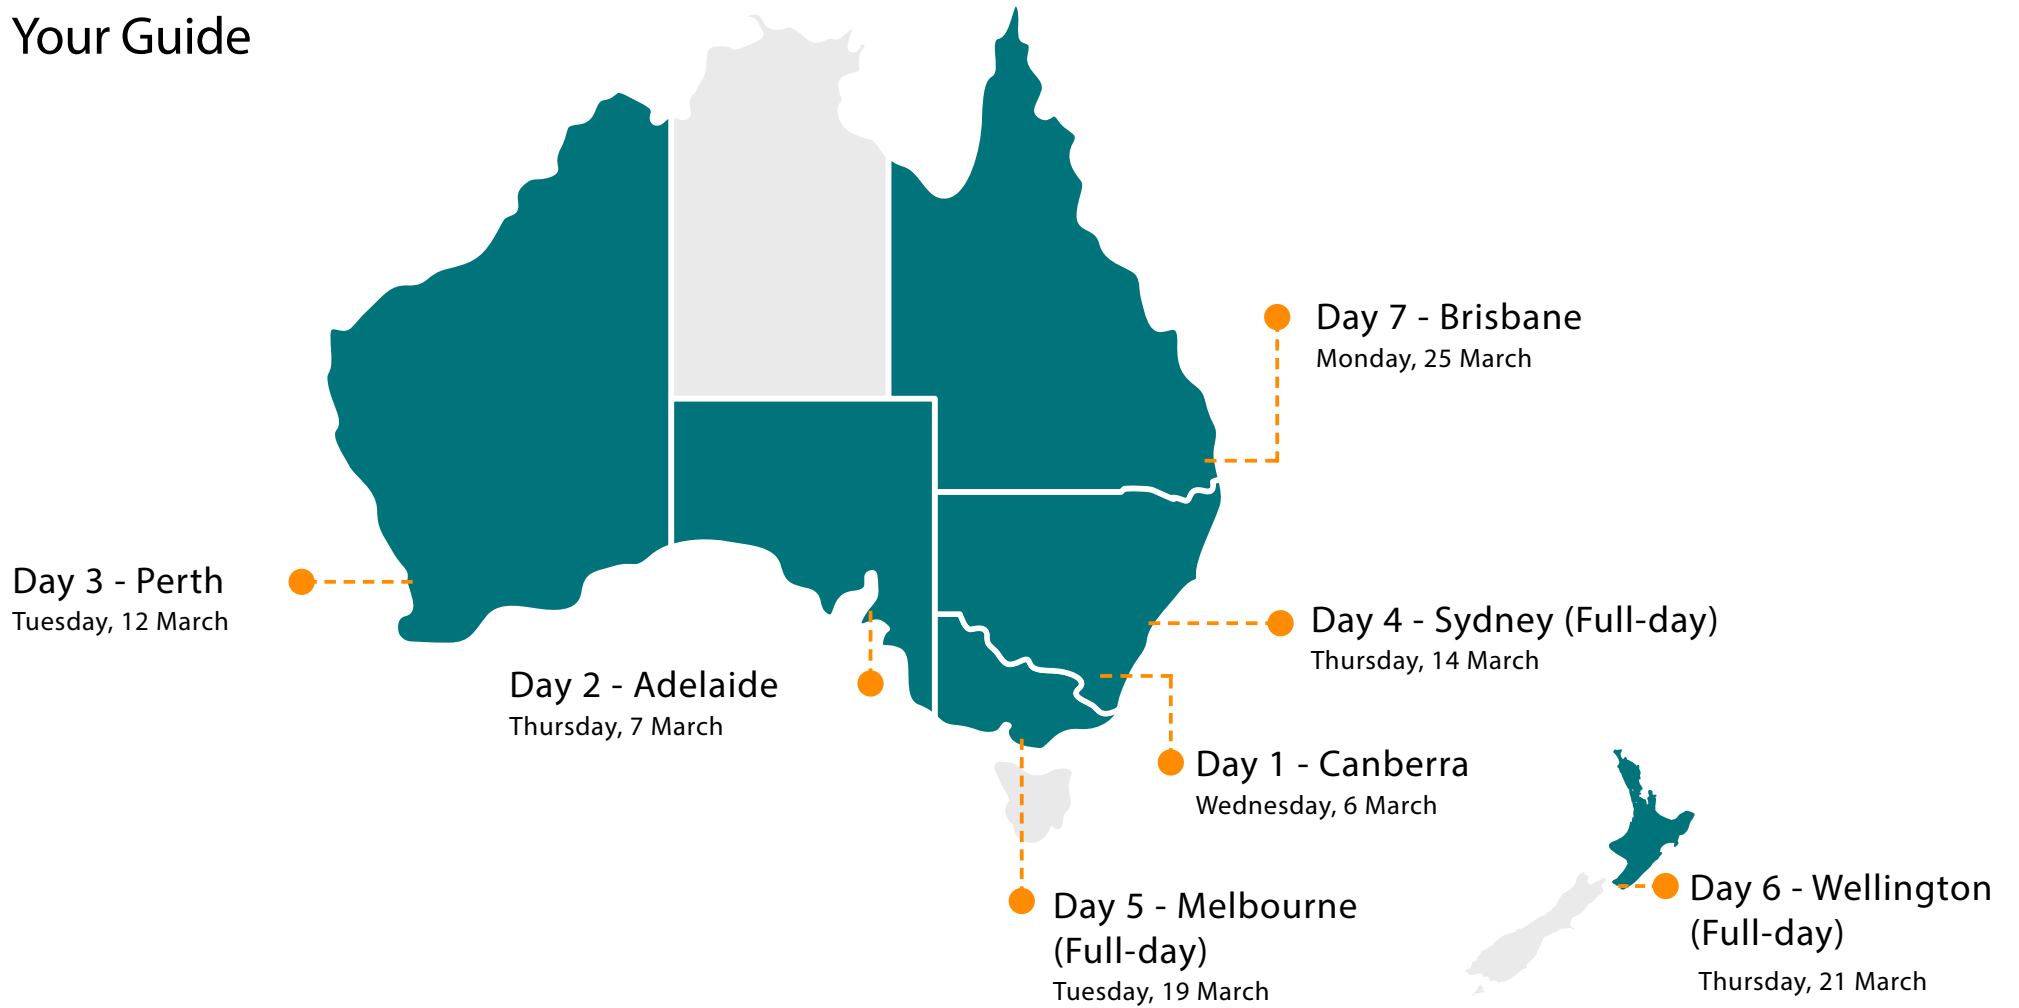 Your Guide
Day 7 - Brisbane
Monday, 25 March
Day 3 - Perth
Tuesday, 12 March
Day 4 - Sydney (Full-day)
Thursday, 14 March
Day 2 - Adelaide
Thursday, 7 March
Day 1 - Canberra
Wednesday, 6 March
Day 5 - Melbourne
(Full-day)
Tuesday, 19 March
Day 6 - Wellington
(Full-day)
Thursday, 21 March